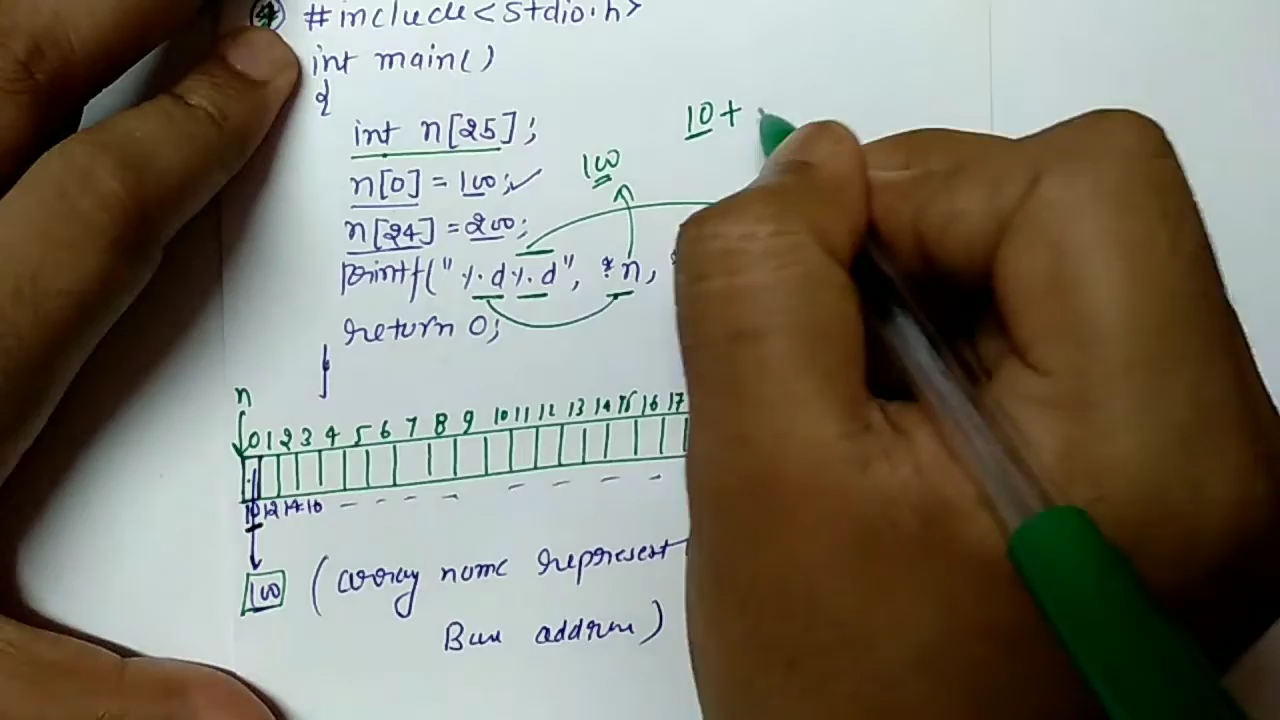 4 #include<stdio.h>
int main()
{
int n[25];
n[0] = 100; ✓
n[24] = 200;
printf("%d%d", *n, *
return 0;
}
100
10+
n
0 1 2 3 4 5 6 7 8 9 10 11 12 13 14 15 16 17
10 12 14 16 - - - - - - - - -
100 (array name represent
Base address)